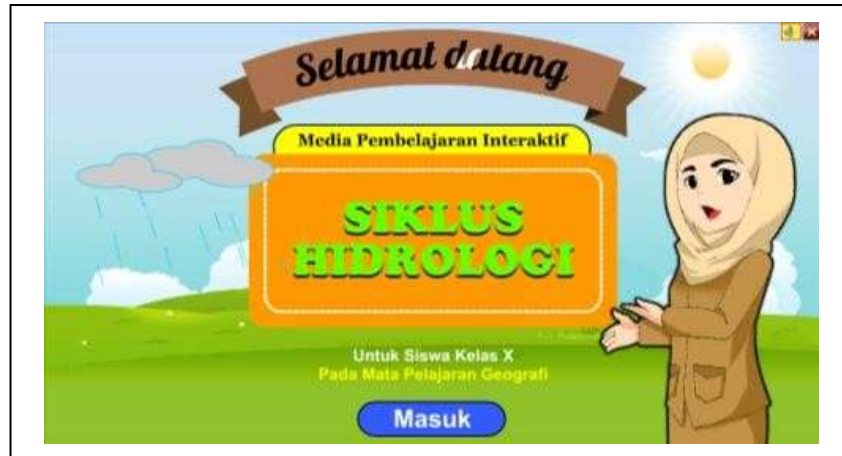 Selamat datang
Media Pembelajaran Interaktif
SIKLUS
HIDROLOGI
Untuk Siswa Kelas X
Pada Mata Pelajaran Geografi
Masuk